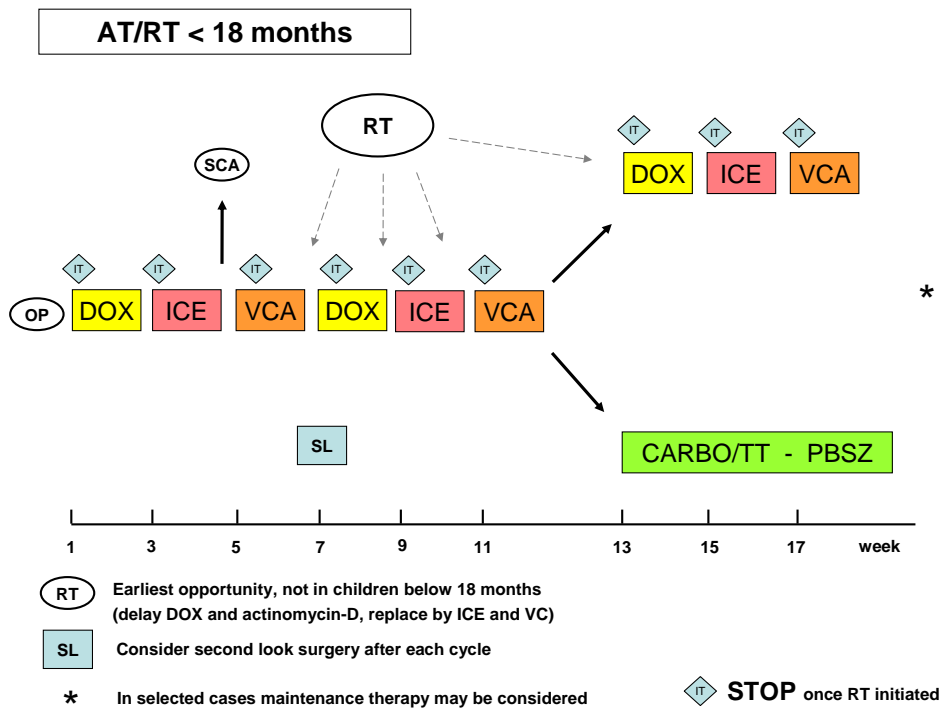 AT/RT < 18 months
RT
IT IT IT
SCA
DOX ICE VCA
IT IT IT IT IT IT
OP DOX ICE VCA DOX ICE VCA
*
SL
CARBO/TT - PBSZ
1 3 5 7 9 11 13 15 17 week
RT Earliest opportunity, not in children below 18 months
(delay DOX and actinomycin-D, replace by ICE and VC)
SL Consider second look surgery after each cycle
* In selected cases maintenance therapy may be considered
IT STOP once RT initiated